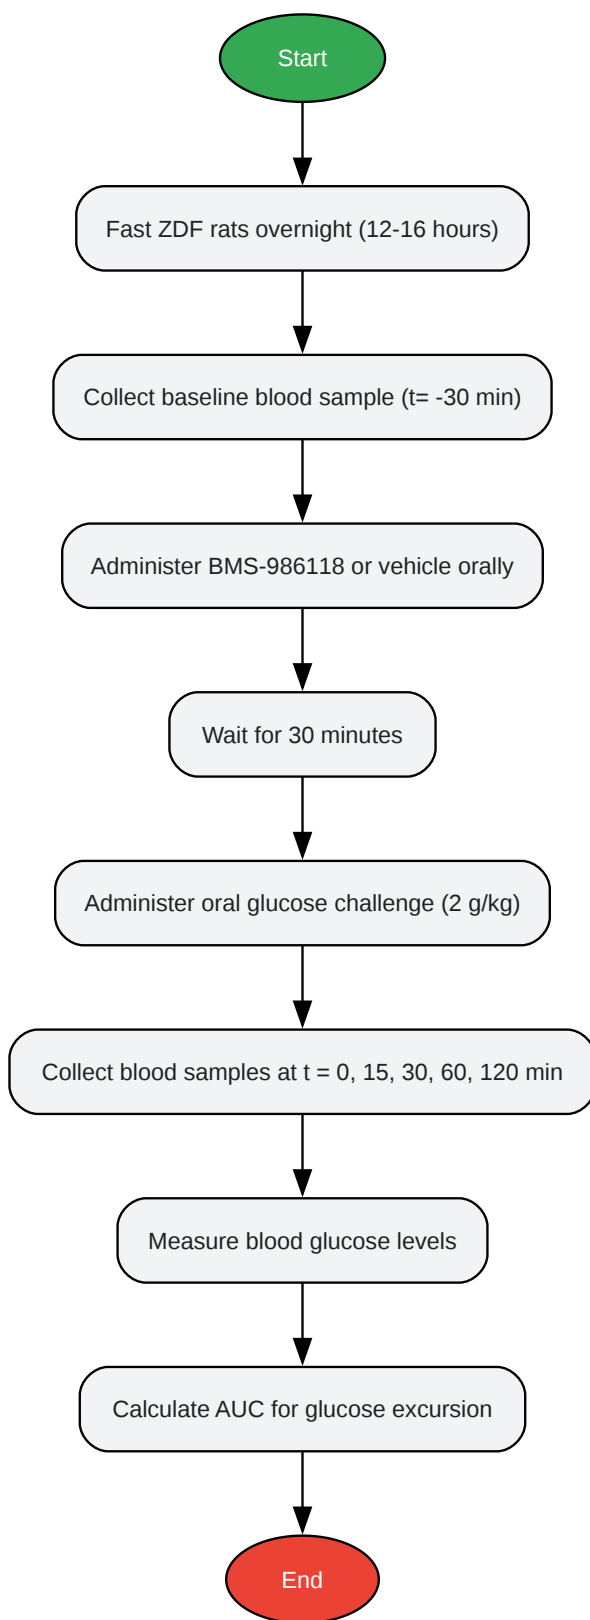 Start
Fast ZDF rats overnight (12-16 hours)
Collect baseline blood sample (t= -30 min)
Administer BMS-986118 or vehicle orally
Wait for 30 minutes
Administer oral glucose challenge (2 g/kg)
Collect blood samples at t = 0, 15, 30, 60, 120 min
Measure blood glucose levels
Calculate AUC for glucose excursion
End